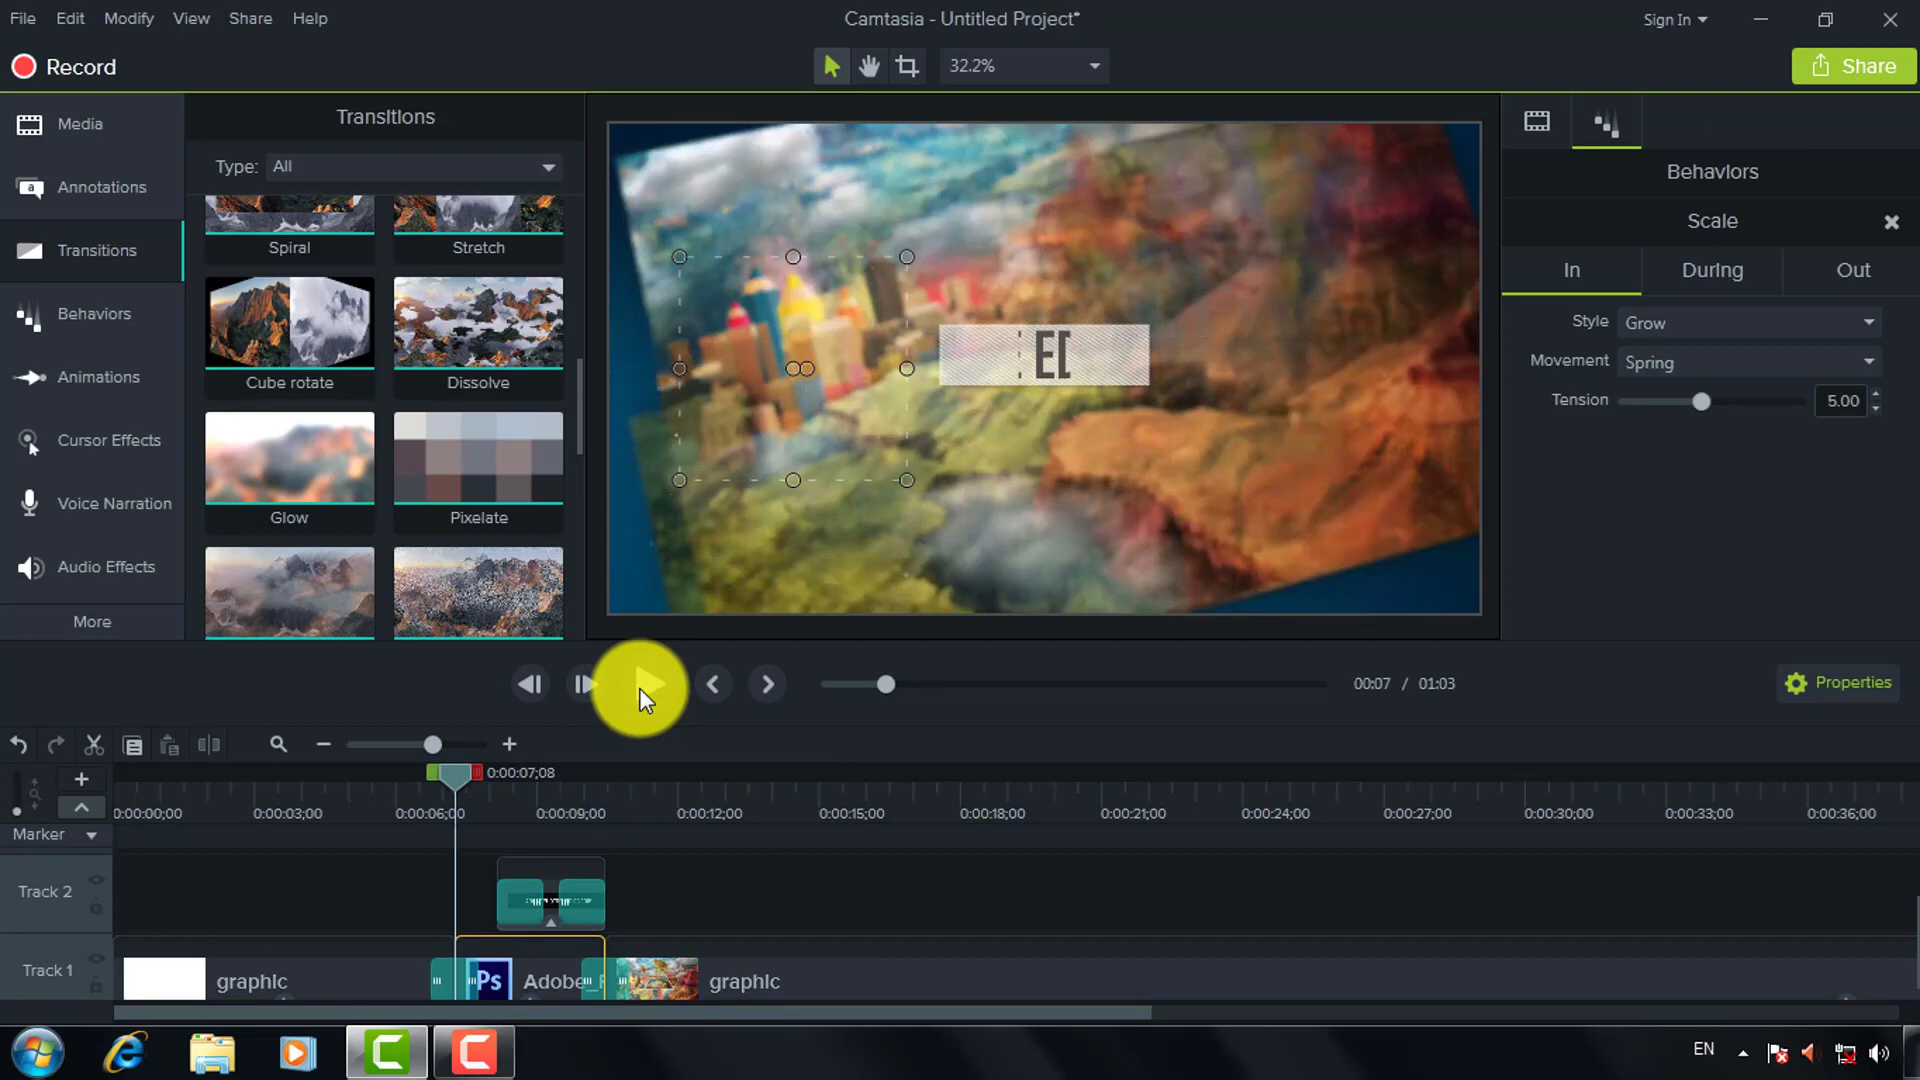 File Edit Modify View Share Help
Camtasia - Untitled Project*
Sign In
Record
32.2%
Share
Media
Annotations
Transitions
Behaviors
Animations
Cursor Effects
Voice Narration
Audio Effects
More
Transitions
Type: All
Spiral Stretch
Cube rotate Dissolve
Glow Pixelate
Behaviors
Scale
In During Out
Style Grow
Movement Spring
Tension 5.00
00:07 / 01:03
Properties
0:00:07;08
0:00:00;00 0:00:03;00 0:00:06;00 0:00:09;00 0:00:12;00 0:00:15;00 0:00:18;00 0:00:21;00 0:00:24;00 0:00:27;00 0:00:30;00 0:00:33;00 0:00:36;00
Marker
Track 2
Track 1
graphic
Ps
Adobe_
graphic
EN